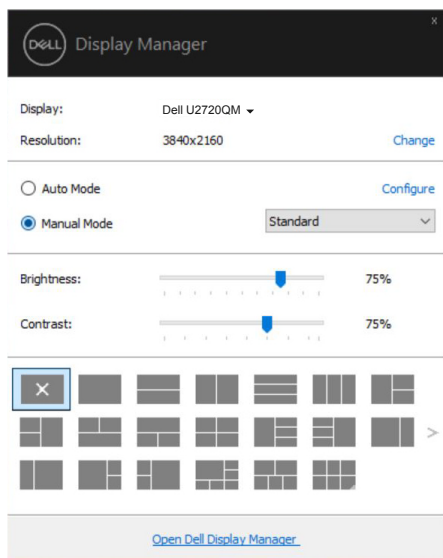 x
DELL Display Manager
Display: Dell U2720QM
Resolution: 3840x2160 Change
Auto Mode Configure
Manual Mode Standard
Brightness: 75%
Contrast: 75%
Open Dell Display Manager